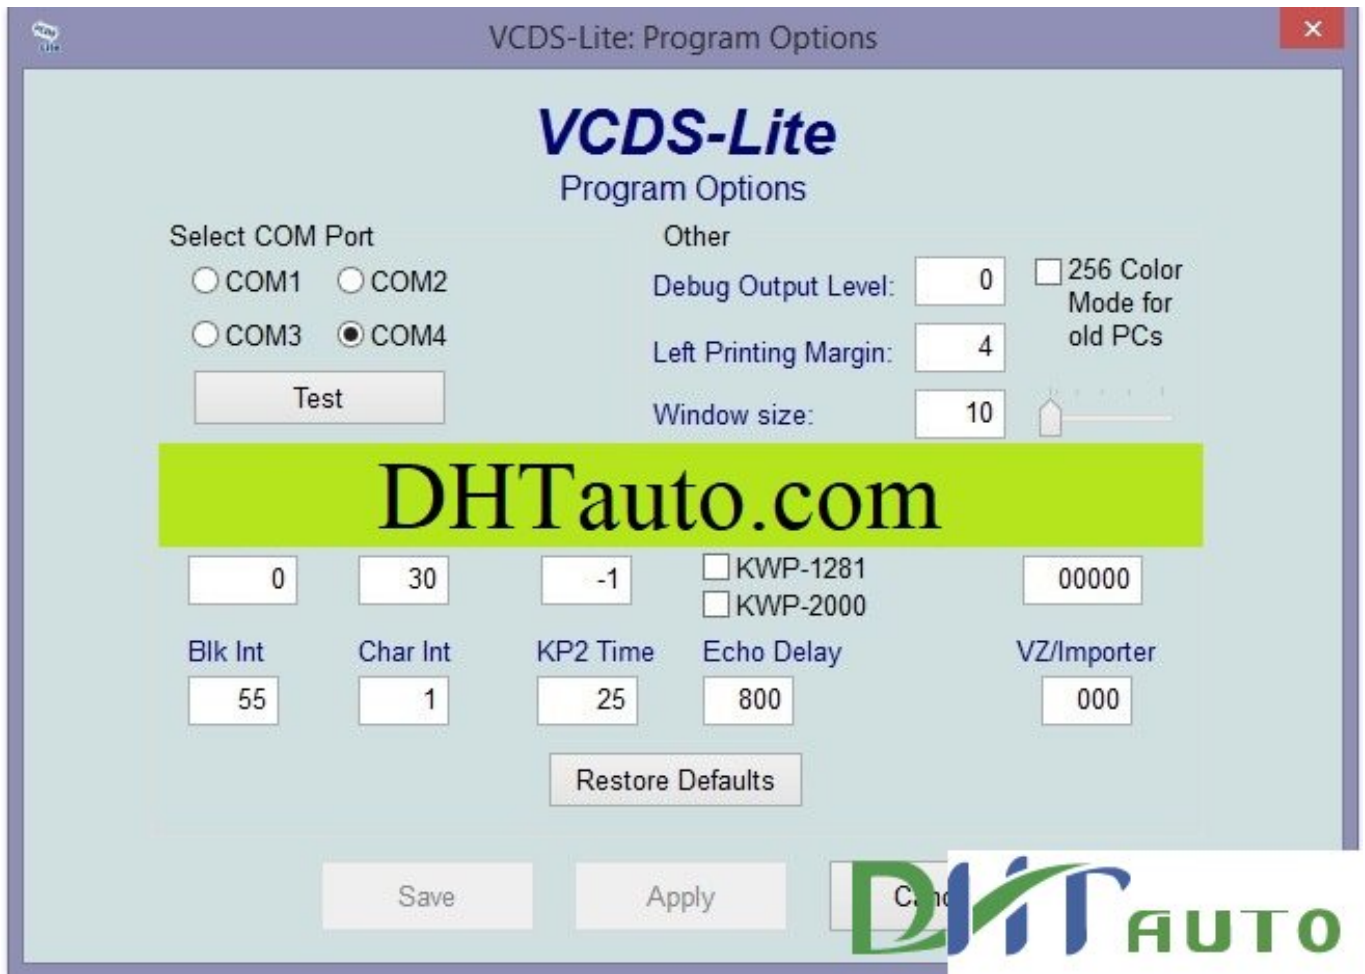 VCDS-Lite: Program Options
VCDS-Lite
Program Options
Select COM Port
COM1 COM2
COM3 COM4
Test
Other
Debug Output Level: 0
Left Printing Margin: 4
Window size: 10
256 Color
Mode for
old PCs
DHTauto.com
0 30 -1 KWP-1281 00000
KWP-2000
Blk Int Char Int KP2 Time Echo Delay VZ/Importer
55 1 25 800 000
Restore Defaults
Save Apply
DHT AUTO